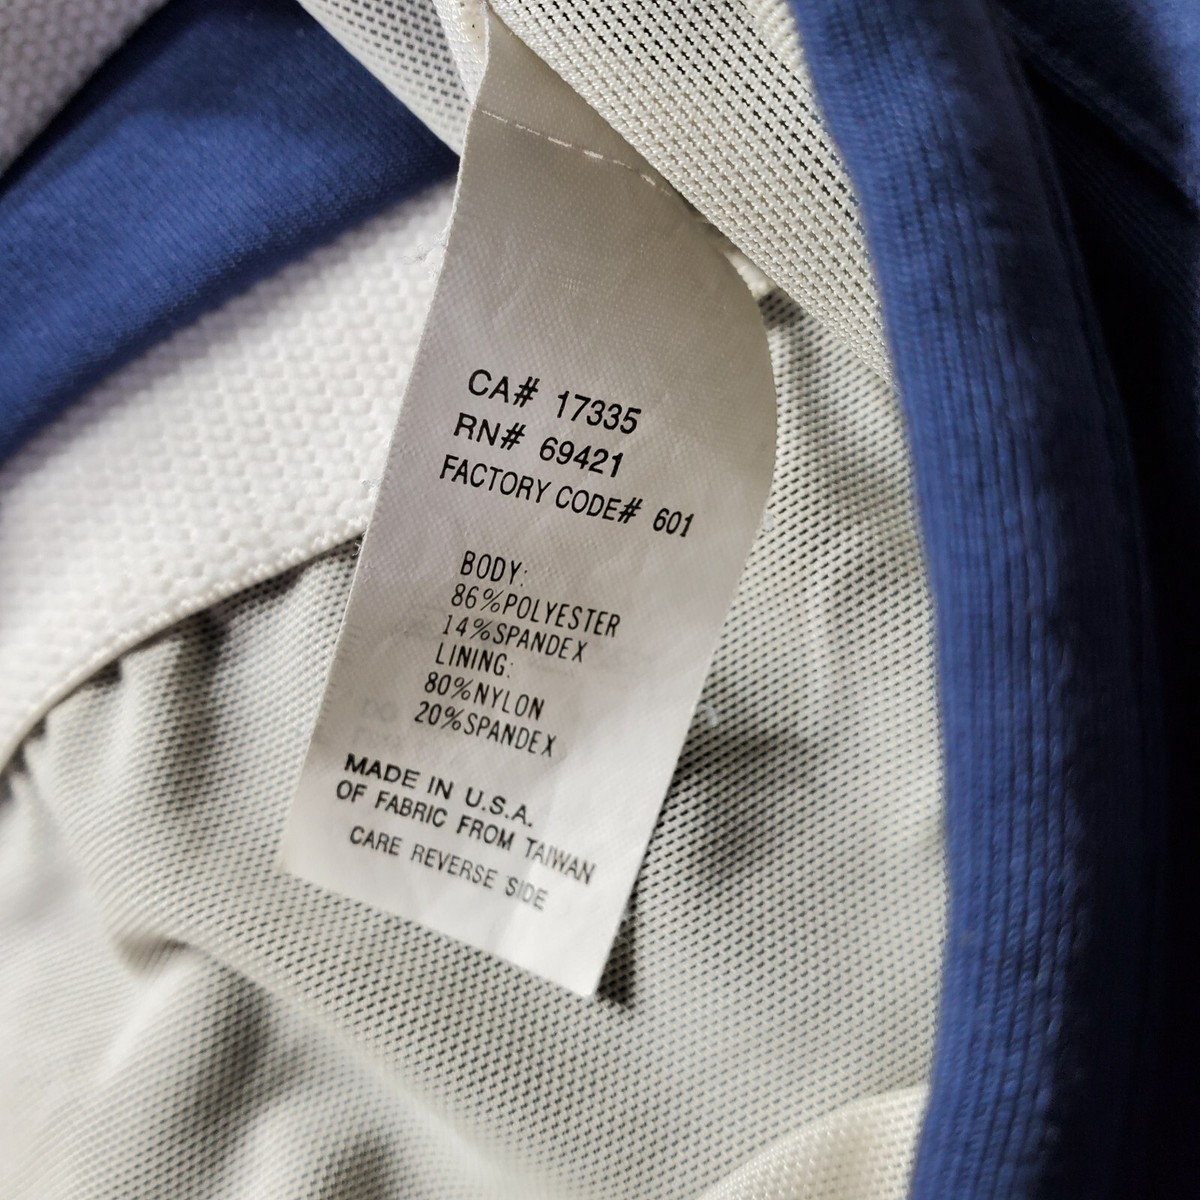 CA# 17335
RN# 69421
FACTORY CODE# 601
BODY:
86%POLYESTER
14%SPANDEX
LINING:
80%NYLON
20%SPANDEX
MADE IN U.S.A.
OF FABRIC FROM TAIWAN
CARE REVERSE SIDE